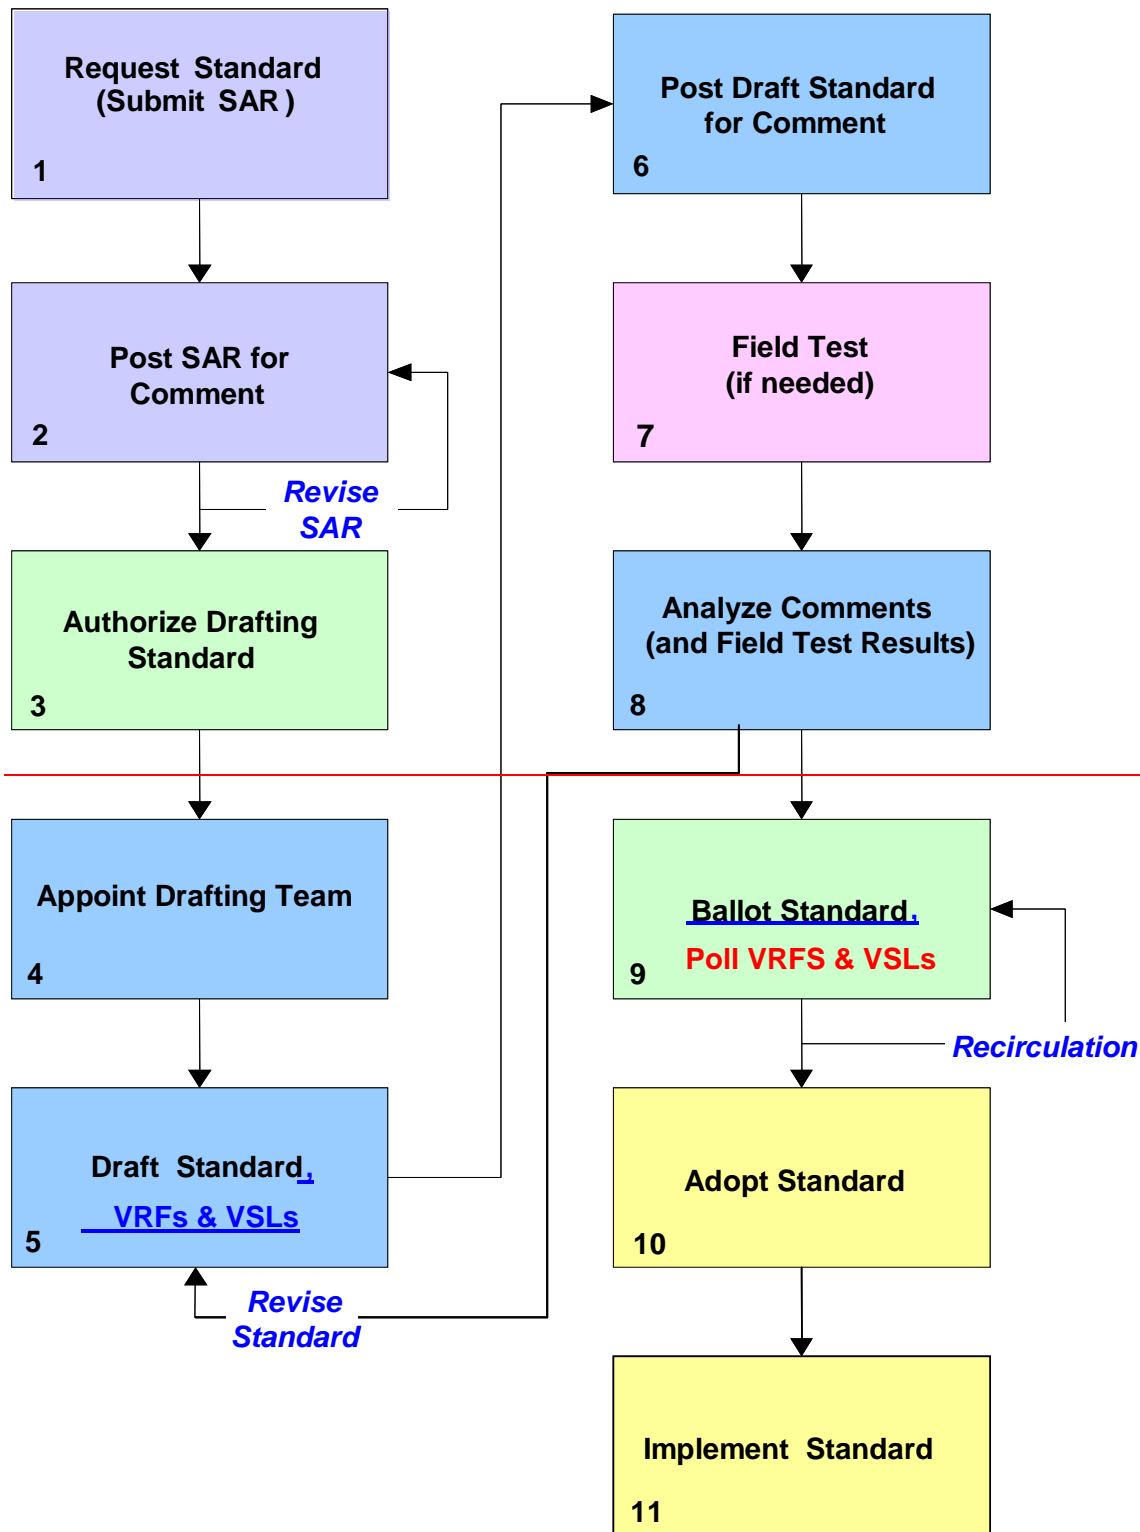 Request Standard
(Submit SAR )
1
Post SAR for
Comment
2
Revise
SAR
Authorize Drafting
Standard
3
Appoint Drafting Team
4
Draft Standard,
VRFs & VSLs
5
Revise
Standard
Post Draft Standard
for Comment
6
Field Test
(if needed)
7
Analyze Comments
(and Field Test Results)
8
Ballot Standard,
Poll VRFS & VSLs
9
Recirculation
Adopt Standard
10
Implement Standard
11